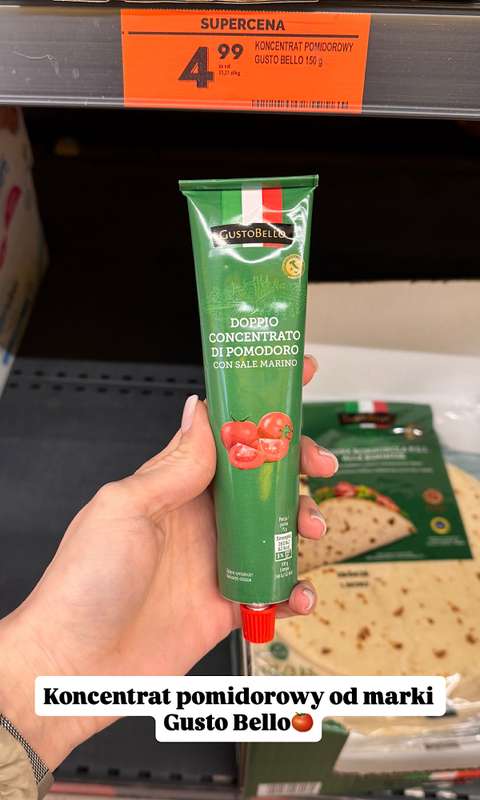 SUPERCENA
4 99
KONCENTRAT POMIDOROWY
GUSTO BELLO 150 g
GUSTOBELLO
DOPPIO
CONCENTRATO
DI POMODORO
CON SALE MARINO
Koncentrat pomidorowy od marki
Gusto Bello🍅